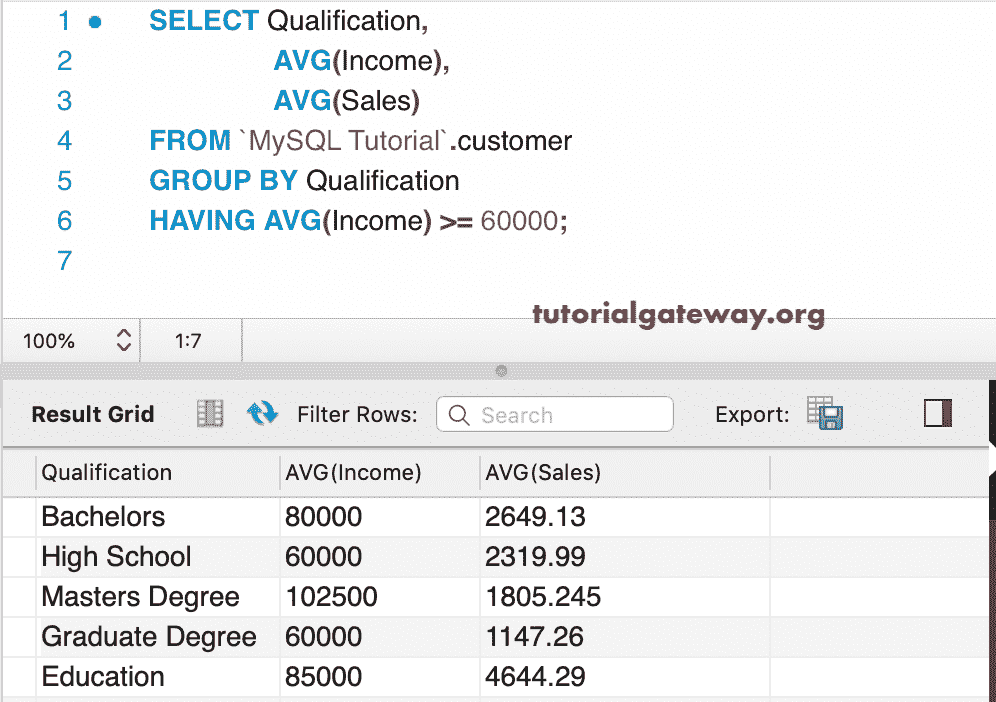 1 SELECT Qualification,
2 AVG(Income),
3 AVG(Sales)
4 FROM `MySQL Tutorial`.customer
5 GROUP BY Qualification
6 HAVING AVG(Income) >= 60000;
7
tutorialgateway.org
100% 1:7
Result Grid Filter Rows: Search Export:
Qualification AVG(Income) AVG(Sales)
Bachelors 80000 2649.13
High School 60000 2319.99
Masters Degree 102500 1805.245
Graduate Degree 60000 1147.26
Education 85000 4644.29